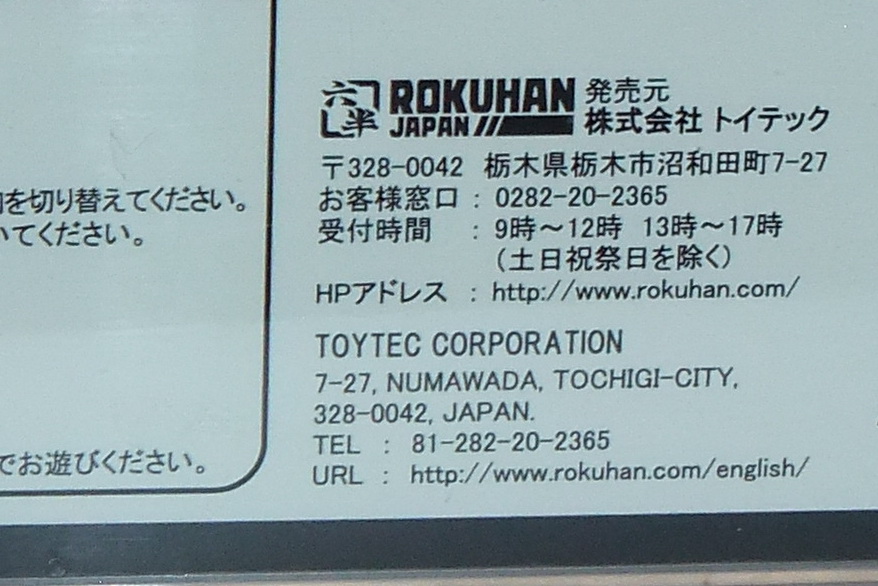 を切り替えてください。
いてください。
でお遊びください。
六半 ROKUHAN JAPAN
発売元
株式会社 トイテック
〒328-0042 栃木県栃木市沼和田町7-27
お客様窓口 : 0282-20-2365
受付時間 : 9時～12時 13時～17時
(土日祝祭日を除く)
HPアドレス : http://www.rokuhan.com/
TOYTEC CORPORATION
7-27, NUMAWADA, TOCHIGI-CITY,
328-0042, JAPAN.
TEL : 81-282-20-2365
URL : http://www.rokuhan.com/english/